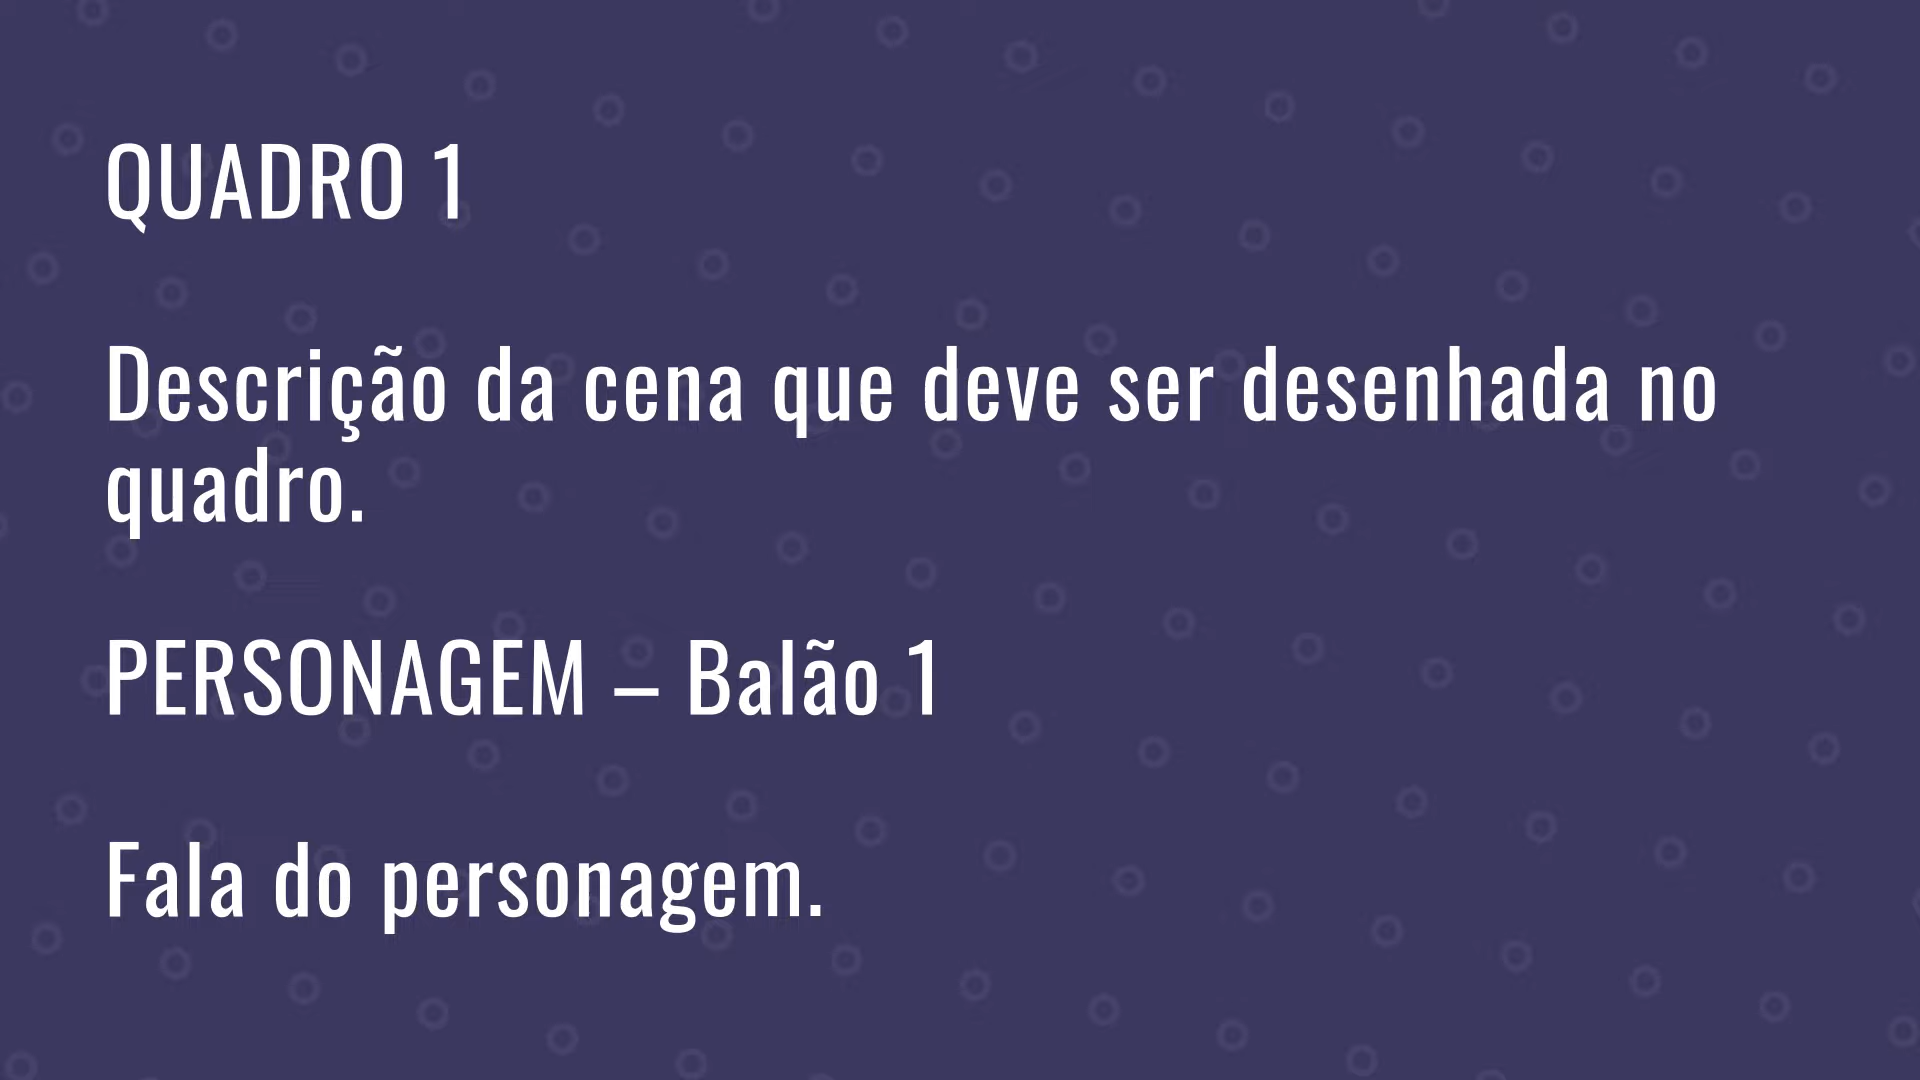 QUADRO 1
Descrição da cena que deve ser desenhada no
quadro.
PERSONAGEM – Balão 1
Fala do personagem.